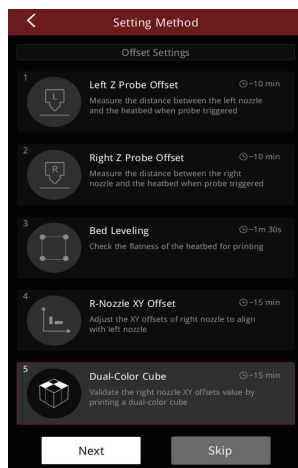 Setting Method
Offset Settings
1
Left Z Probe Offset
~10 min
L
Measure the distance between the left nozzle
and the heatbed when probe triggered
2
Right Z Probe Offset
~10 min
R
Measure the distance between the right
nozzle and the heatbed when probe triggered
3
Bed Leveling
~1m 30s
Check the flatness of the heatbed for printing
4
R-Nozzle XY Offset
~15 min
Adjust the XY offsets of right nozzle to align
with left nozzle
5
Dual-Color Cube
~15 min
Validate the right nozzle XY offsets value by
printing a dual-color cube
Next
Skip